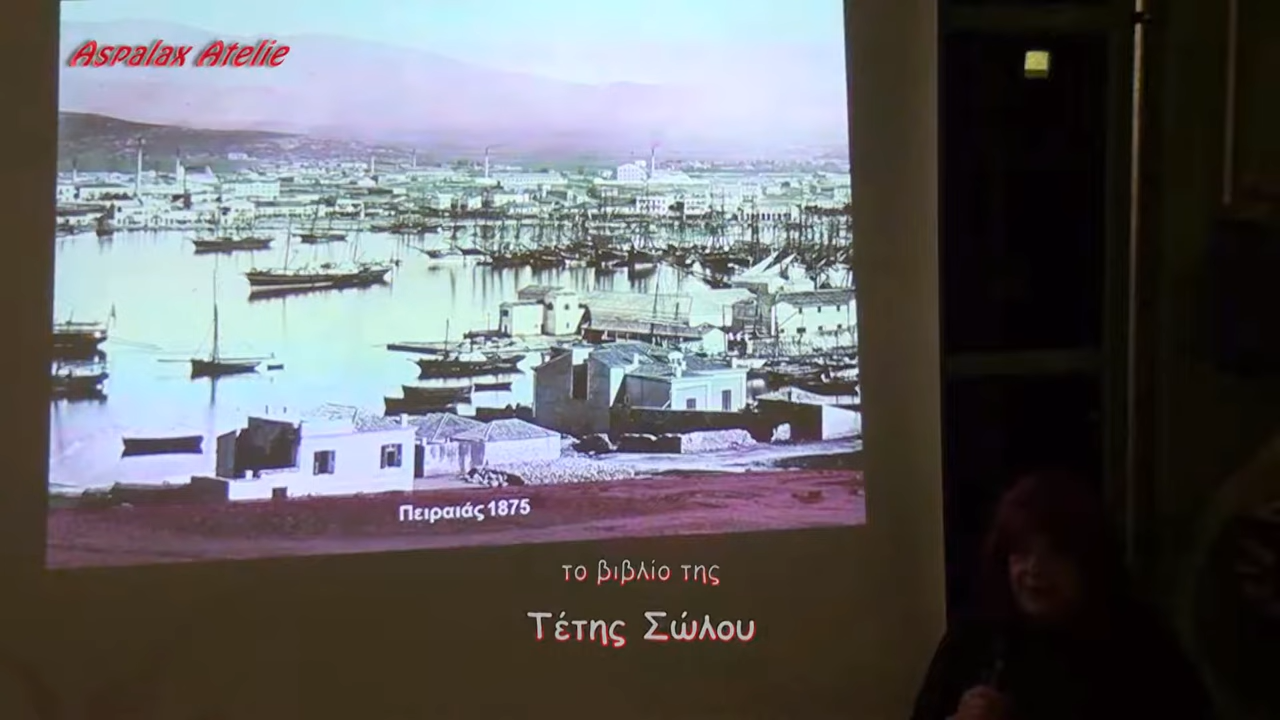 Aspalax Atelie
Πειραιάς 1875
το βιβλίο της
Τέτης Σώλου